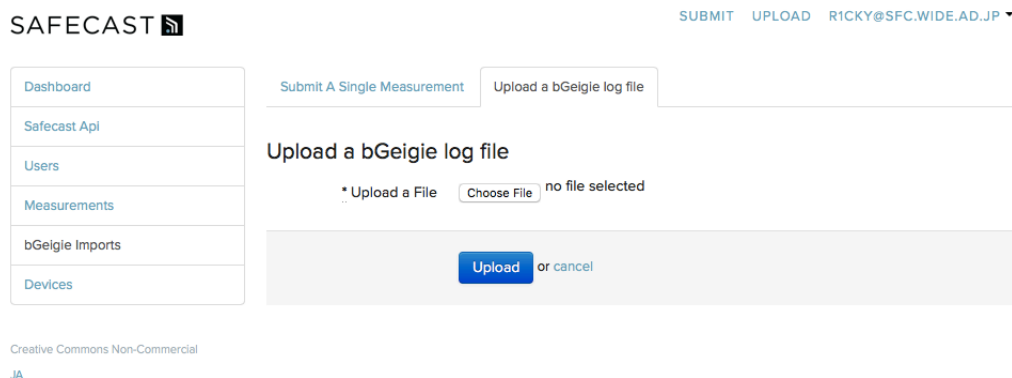 SAFECAST
SUBMIT UPLOAD R1CKY@SFC.WIDE.AD.JP
Dashboard
Safecast Api
Users
Measurements
bGeigie Imports
Devices
Submit A Single Measurement Upload a bGeigie log file
Upload a bGeigie log file
* Upload a File Choose File no file selected
Upload or cancel
Creative Commons Non-Commercial
JA